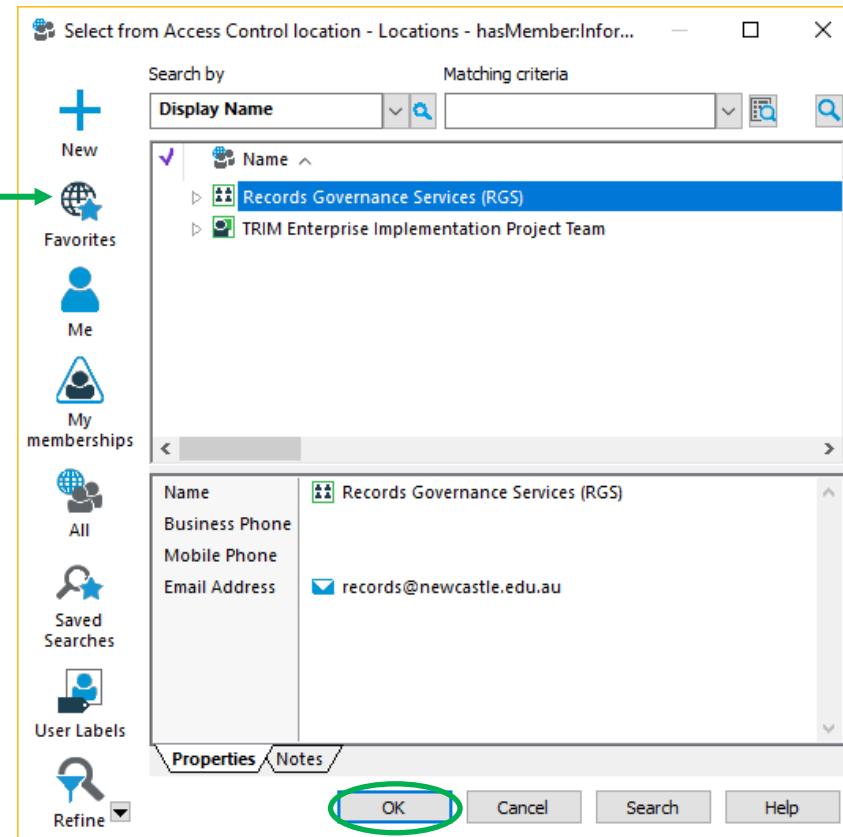 Select from Access Control location - Locations - hasMember:Infor...
Search by
Matching criteria
Display Name
New
Favorites
Me
My
memberships
All
Saved
Searches
User Labels
Refine
Name
Records Governance Services (RGS)
TRIM Enterprise Implementation Project Team
Name
Records Governance Services (RGS)
Business Phone
Mobile Phone
Email Address
records@newcastle.edu.au
Properties
Notes
OK
Cancel
Search
Help